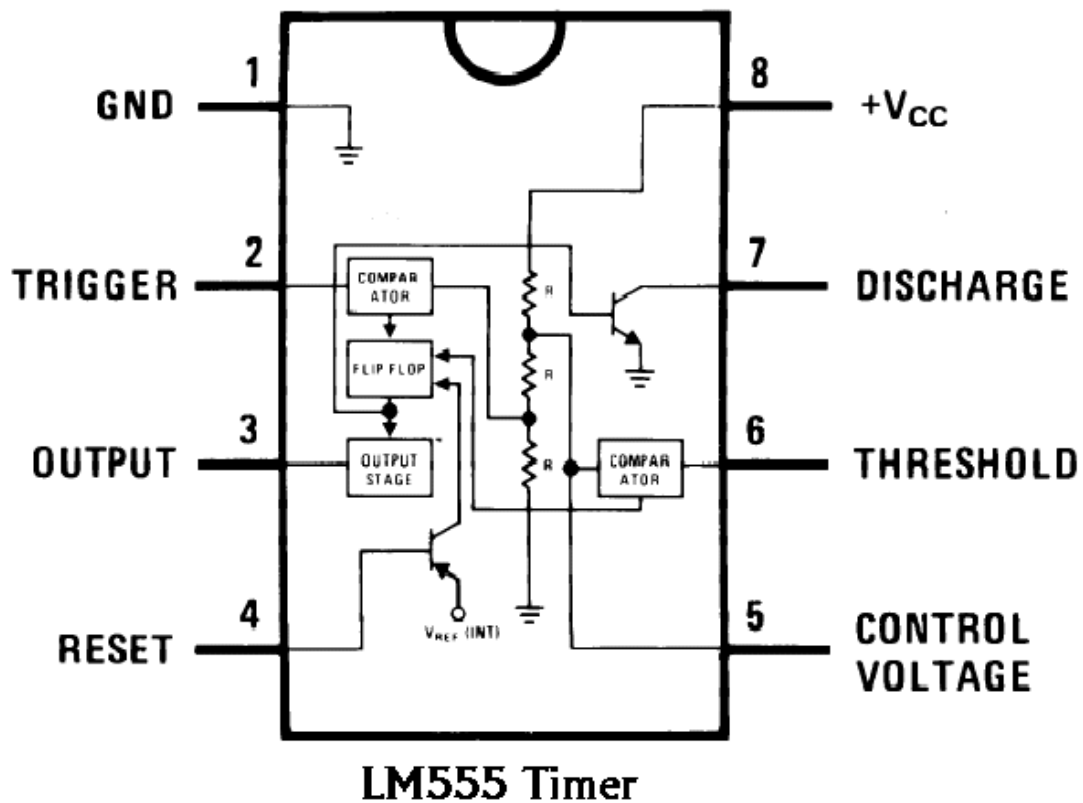 1
GND
8
+VCC
2
TRIGGER
7
DISCHARGE
COMPAR
ATOR
R
FLIP FLOP
R
3
OUTPUT
OUTPUT
STAGE
R
COMPAR
ATOR
6
THRESHOLD
4
RESET
VREF (INT)
5
CONTROL
VOLTAGE
LM555 Timer